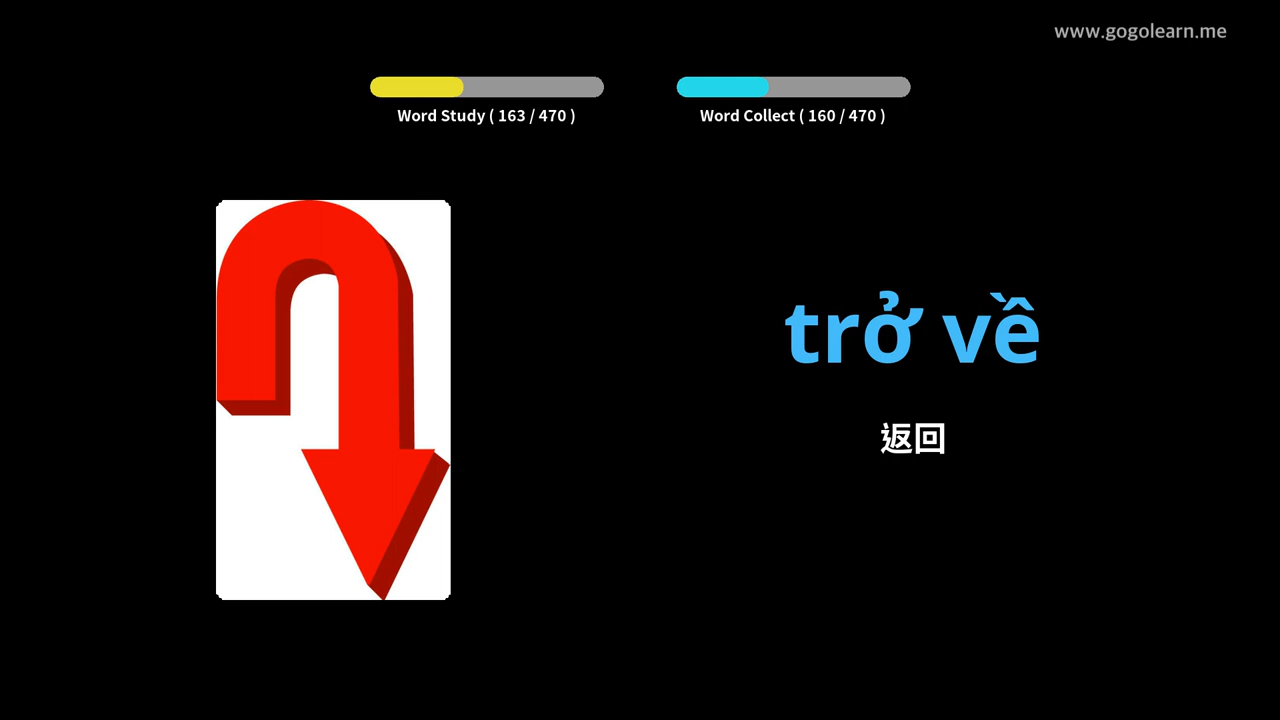 www.gogolearn.me
Word Study ( 163 / 470 )
Word Collect ( 160 / 470 )
trở về
返回